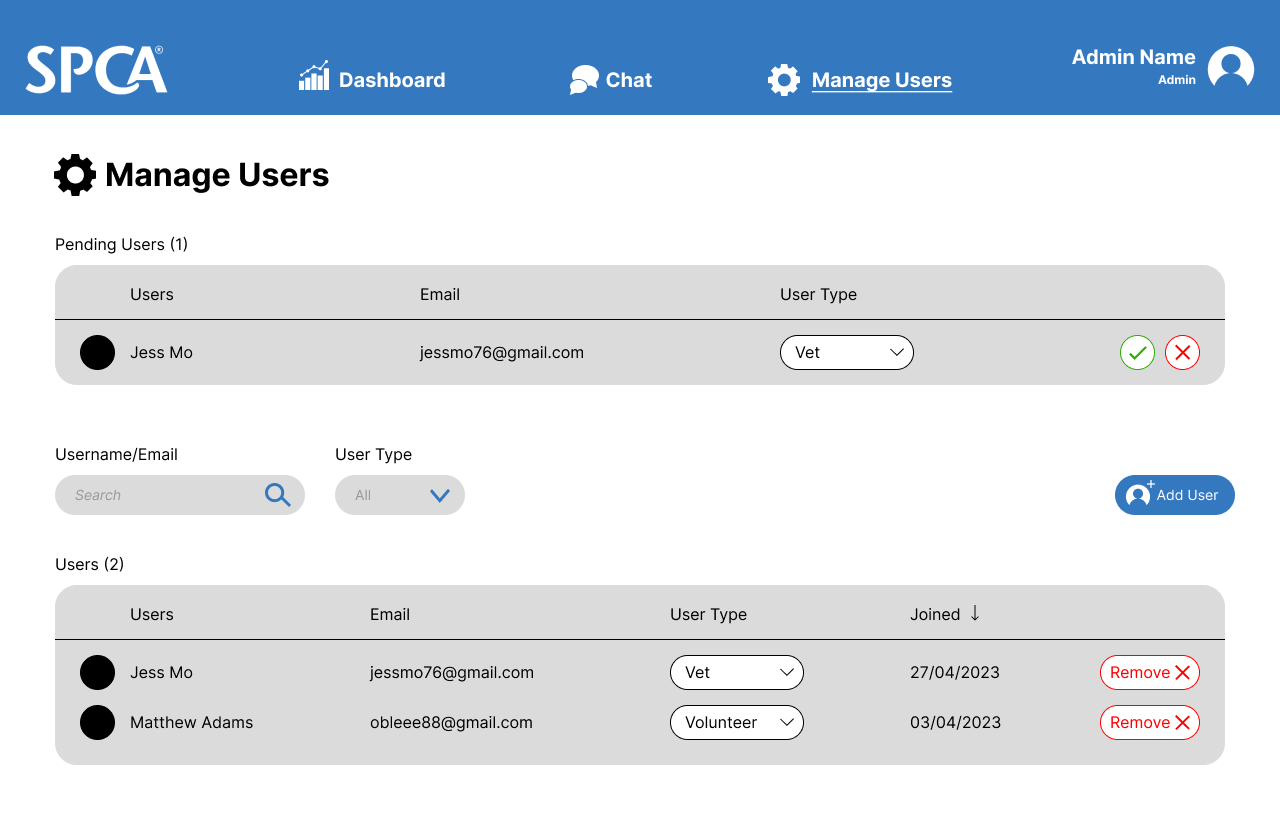 SPCA®
Dashboard
Chat
Manage Users
Admin Name
Admin
Manage Users
Pending Users (1)
Users Email User Type
Jess Mo jessmo76@gmail.com Vet
Username/Email User Type
Search All Add User
Users (2)
Users Email User Type Joined ↓
Jess Mo jessmo76@gmail.com Vet 27/04/2023 Remove
Matthew Adams obleee88@gmail.com Volunteer 03/04/2023 Remove